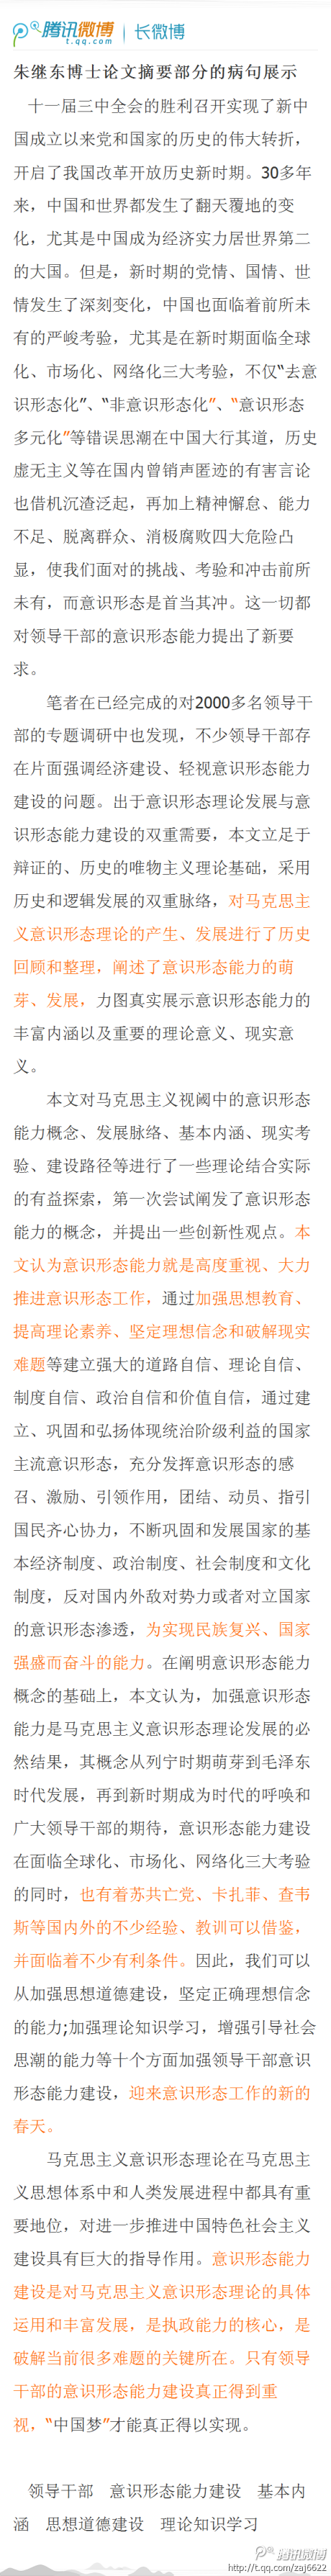 腾讯微博
t.qq.com
长微博
朱继东博士论文摘要部分的病句展示
十一届三中全会的胜利召开实现了新中
国成立以来党和国家的历史的伟大转折，
开启了我国改革开放历史新时期。30多年
来，中国和世界都发生了翻天覆地的变
化，尤其是中国成为经济实力居世界第二
的大国。但是，新时期的党情、国情、世
情发生了深刻变化，中国也面临着前所未
有的严峻考验，尤其是在新时期面临全球
化、市场化、网络化三大考验，不仅“去意
识形态化”、“非意识形态化”、“意识形态
多元化”等错误思潮在中国大行其道，历史
虚无主义等在国内曾销声匿迹的有害言论
也借机沉渣泛起，再加上精神懈怠、能力
不足、脱离群众、消极腐败四大危险凸
显，使我们面对的挑战、考验和冲击前所
未有，而意识形态是首当其冲。这一切都
对领导干部的意识形态能力提出了新要
求。
笔者在已经完成的对2000多名领导干
部的专题调研中也发现，不少领导干部存
在片面强调经济建设、轻视意识形态能力
建设的问题。出于意识形态理论发展与意
识形态能力建设的双重需要，本文立足于
辩证的、历史的唯物主义理论基础，采用
历史和逻辑发展的双重脉络，对马克思主
义意识形态理论的产生、发展进行了历史
回顾和整理，阐述了意识形态能力的萌
芽、发展，力图真实展示意识形态能力的
丰富内涵以及重要的理论意义、现实意
义。
本文对马克思主义视阈中的意识形态
能力概念、发展脉络、基本内涵、现实考
验、建设路径等进行了一些理论结合实际
的有益探索，第一次尝试阐发了意识形态
能力的概念，并提出一些创新性观点。本
文认为意识形态能力就是高度重视、大力
推进意识形态工作，通过加强思想教育、
提高理论素养、坚定理想信念和破解现实
难题等建立强大的道路自信、理论自信、
制度自信、政治自信和价值自信，通过建
立、巩固和弘扬体现统治阶级利益的国家
主流意识形态，充分发挥意识形态的感
召、激励、引领作用，团结、动员、指引
国民齐心协力，不断巩固和发展国家的基
本经济制度、政治制度、社会制度和文化
制度，反对国内外敌对势力或者对立国家
的意识形态渗透，为实现民族复兴、国家
强盛而奋斗的能力。在阐明意识形态能力
概念的基础上，本文认为，加强意识形态
能力是马克思主义意识形态理论发展的必
然结果，其概念从列宁时期萌芽到毛泽东
时代发展，再到新时期成为时代的呼唤和
广大领导干部的期待，意识形态能力建设
在面临全球化、市场化、网络化三大考验
的同时，也有着苏共亡党、卡扎菲、查韦
斯等国内外的不少经验、教训可以借鉴，
并面临着不少有利条件。因此，我们可以
从加强思想道德建设，坚定正确理想信念
的能力;加强理论知识学习，增强引导社会
思潮的能力等十个方面加强领导干部意识
形态能力建设，迎来意识形态工作的新的
春天。
马克思主义意识形态理论在马克思主
义思想体系中和人类发展进程中都具有重
要地位，对进一步推进中国特色社会主义
建设具有巨大的指导作用。意识形态能力
建设是对马克思主义意识形态理论的具体
运用和丰富发展，是执政能力的核心，是
破解当前很多难题的关键所在。只有领导
干部的意识形态能力建设真正得到重
视，“中国梦”才能真正得以实现。
领导干部 意识形态能力建设 基本内
涵 思想道德建设 理论知识学习
腾讯微博
http://t.qq.com/zaj6622